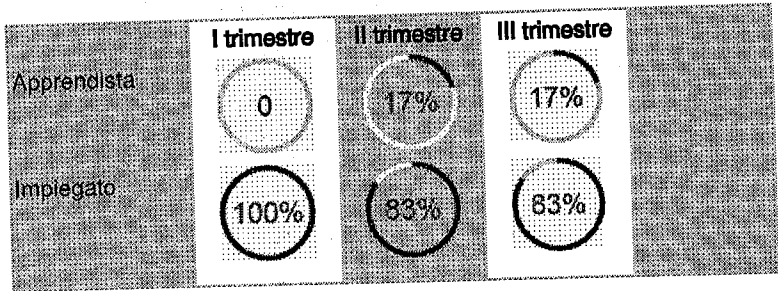 I trimestre II trimestre III trimestre
Apprendista 0 17% 17%
Impiegato 100% 83% 83%